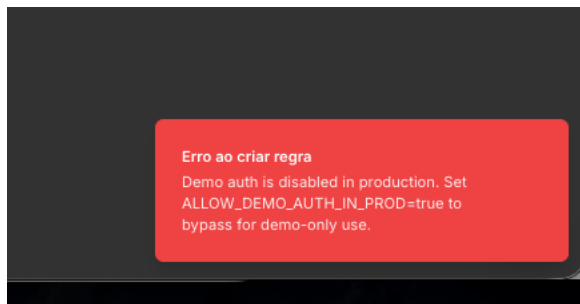 Erro ao criar regra
Demo auth is disabled in production. Set
ALLOW_DEMO_AUTH_IN_PROD=true to
bypass for demo-only use.